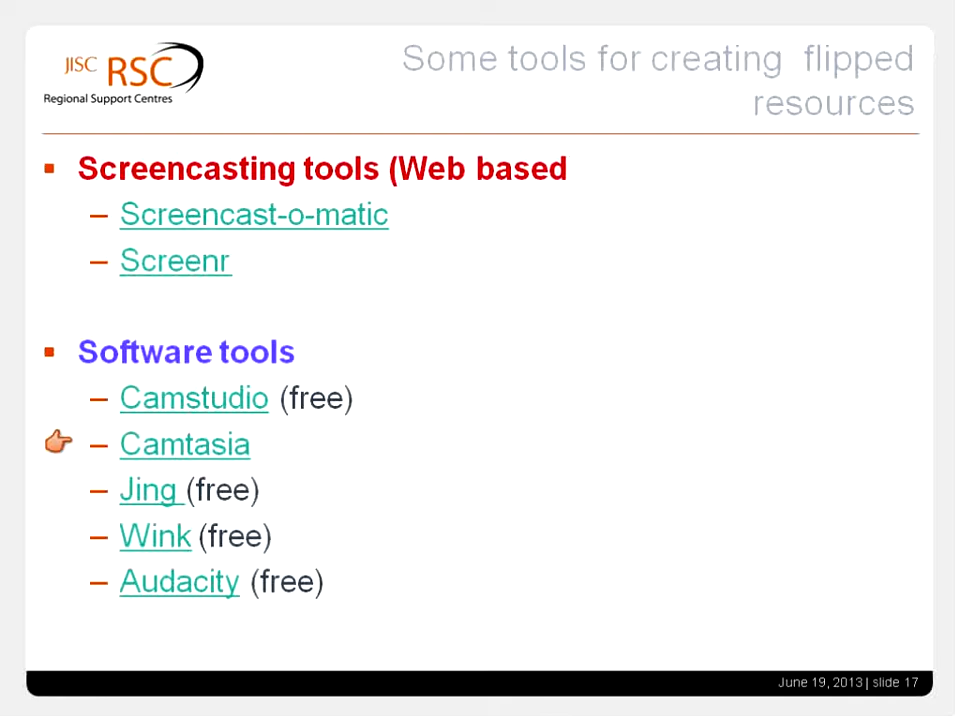 JISC RSC
Regional Support Centres
Some tools for creating flipped
resources
Screencasting tools (Web based
– Screencast-o-matic
– Screenr
Software tools
– Camstudio (free)
– Camtasia
– Jing (free)
– Wink (free)
– Audacity (free)
June 19, 2013 | slide 17